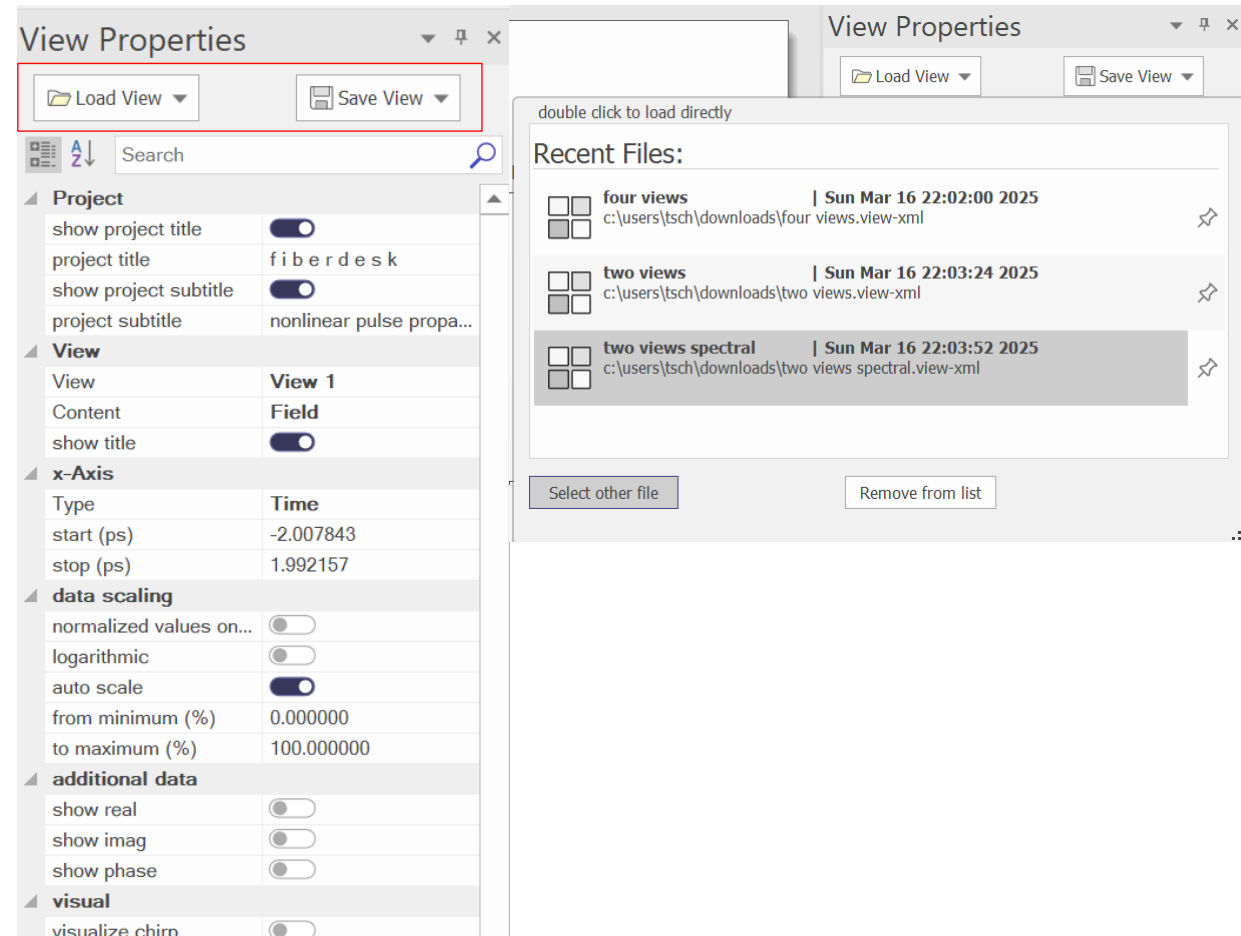 View Properties
Load View
Save View
Search
Project
show project title
project title fiberdesk
show project subtitle
project subtitle nonlinear pulse propa...
View
View View 1
Content Field
show title
x-Axis
Type Time
start (ps) -2.007843
stop (ps) 1.992157
data scaling
normalized values on...
logarithmic
auto scale
from minimum (%) 0.000000
to maximum (%) 100.000000
additional data
show real
show imag
show phase
visual
visualize chirp
View Properties
Load View
Save View
double click to load directly
Recent Files:
four views | Sun Mar 16 22:02:00 2025
c:\users\tsch\downloads\four views.view-xml
two views | Sun Mar 16 22:03:24 2025
c:\users\tsch\downloads\two views.view-xml
two views spectral | Sun Mar 16 22:03:52 2025
c:\users\tsch\downloads\two views spectral.view-xml
Select other file
Remove from list